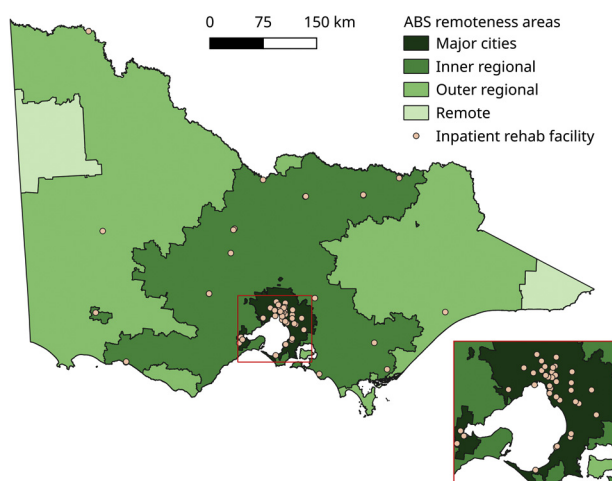 0 75 150 km
ABS remoteness areas
Major cities
Inner regional
Outer regional
Remote
Inpatient rehab facility